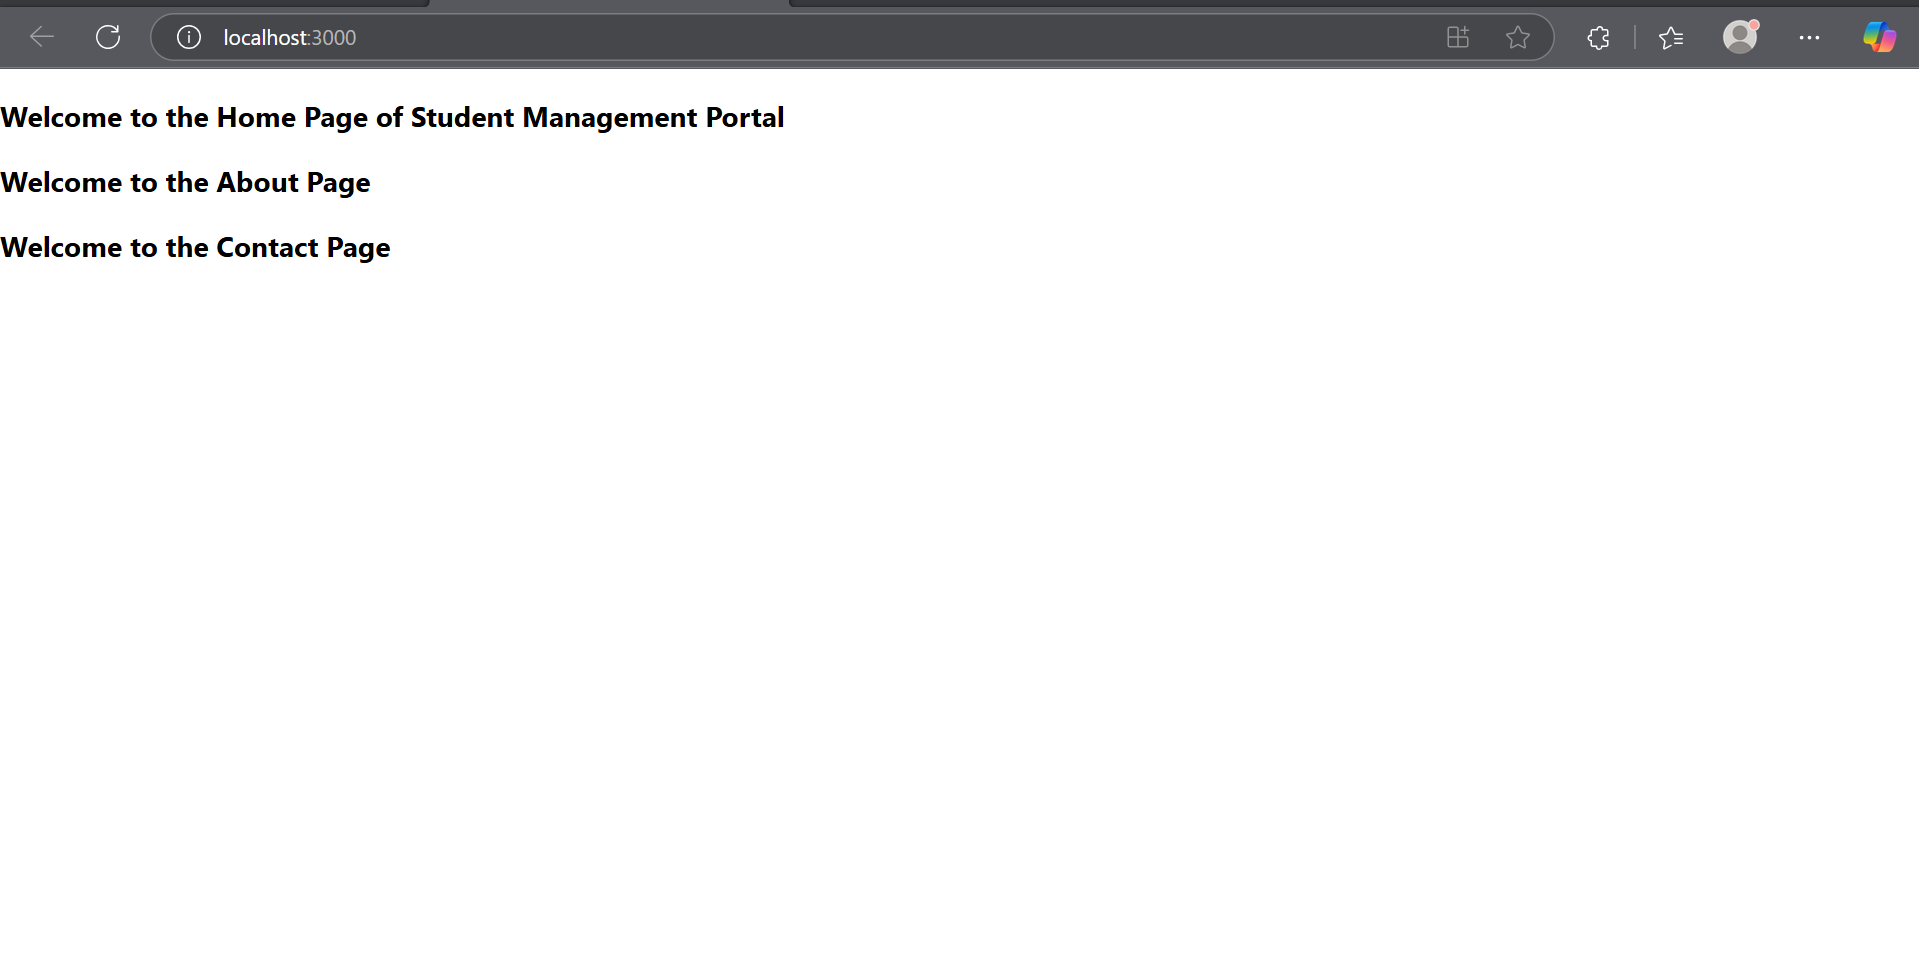 localhost:3000
Welcome to the Home Page of Student Management Portal
Welcome to the About Page
Welcome to the Contact Page